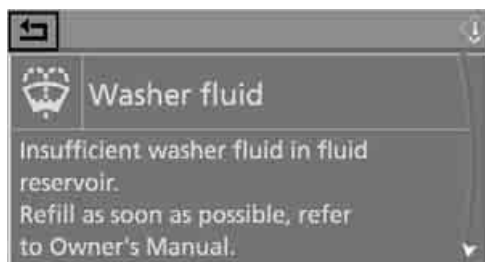 Washer fluid
Insufficient washer fluid in fluid
reservoir.
Refill as soon as possible, refer
to Owner's Manual.